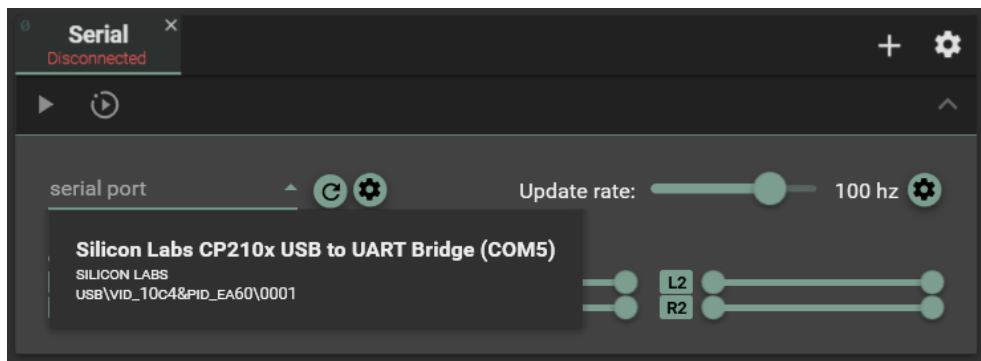 0
Serial
Disconnected
serial port
Update rate:
100 hz
Silicon Labs CP210x USB to UART Bridge (COM5)
SILICON LABS
USB\VID_10C4&PID_EA60\0001
L2
R2